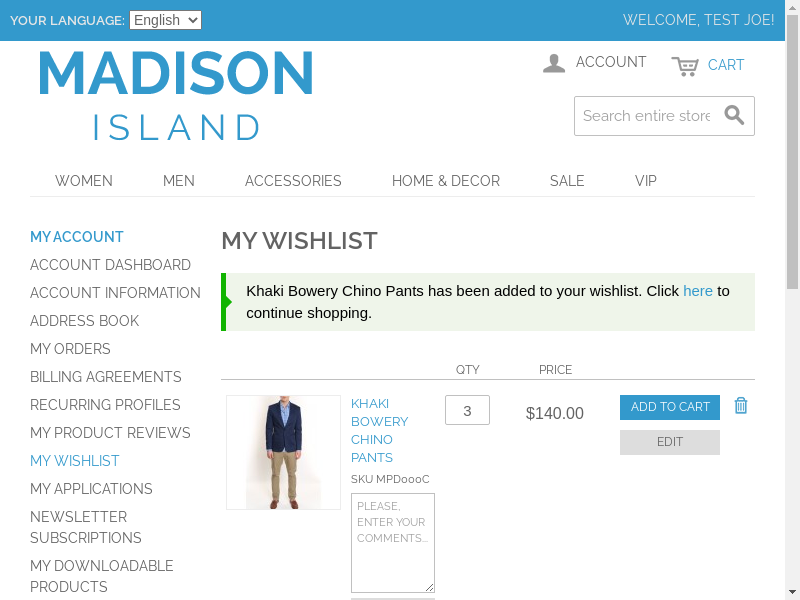 YOUR LANGUAGE: English
WELCOME, TEST JOE!
MADISON
ISLAND
ACCOUNT
CART
Search entire store
WOMEN
MEN
ACCESSORIES
HOME & DECOR
SALE
VIP
MY ACCOUNT
ACCOUNT DASHBOARD
ACCOUNT INFORMATION
ADDRESS BOOK
MY ORDERS
BILLING AGREEMENTS
RECURRING PROFILES
MY PRODUCT REVIEWS
MY WISHLIST
MY APPLICATIONS
NEWSLETTER
SUBSCRIPTIONS
MY DOWNLOADABLE
PRODUCTS
MY WISHLIST
Khaki Bowery Chino Pants has been added to your wishlist. Click here to
continue shopping.
QTY
PRICE
KHAKI
BOWERY
CHINO
PANTS
SKU MPD000C
PLEASE,
ENTER YOUR
COMMENTS...
3
$140.00
ADD TO CART
EDIT